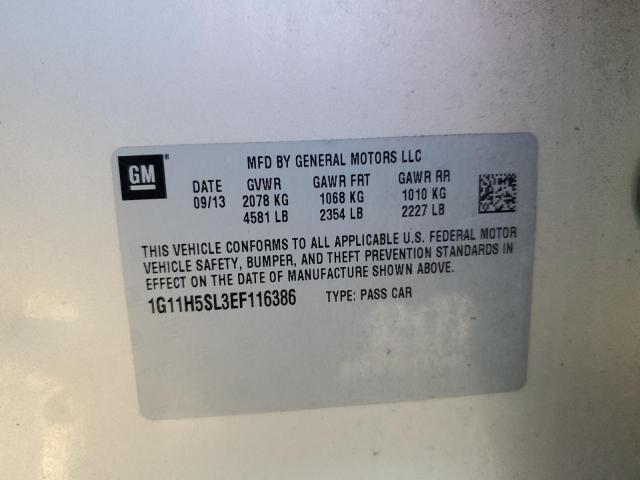 GM®
MFD BY GENERAL MOTORS LLC
DATE GVWR GAWR FRT GAWR RR
09/13 2078 KG 1068 KG 1010 KG
4581 LB 2354 LB 2227 LB
THIS VEHICLE CONFORMS TO ALL APPLICABLE U.S. FEDERAL MOTOR
VEHICLE SAFETY, BUMPER, AND THEFT PREVENTION STANDARDS IN
EFFECT ON THE DATE OF MANUFACTURE SHOWN ABOVE.
1G11H5SL3EF116386 TYPE: PASS CAR